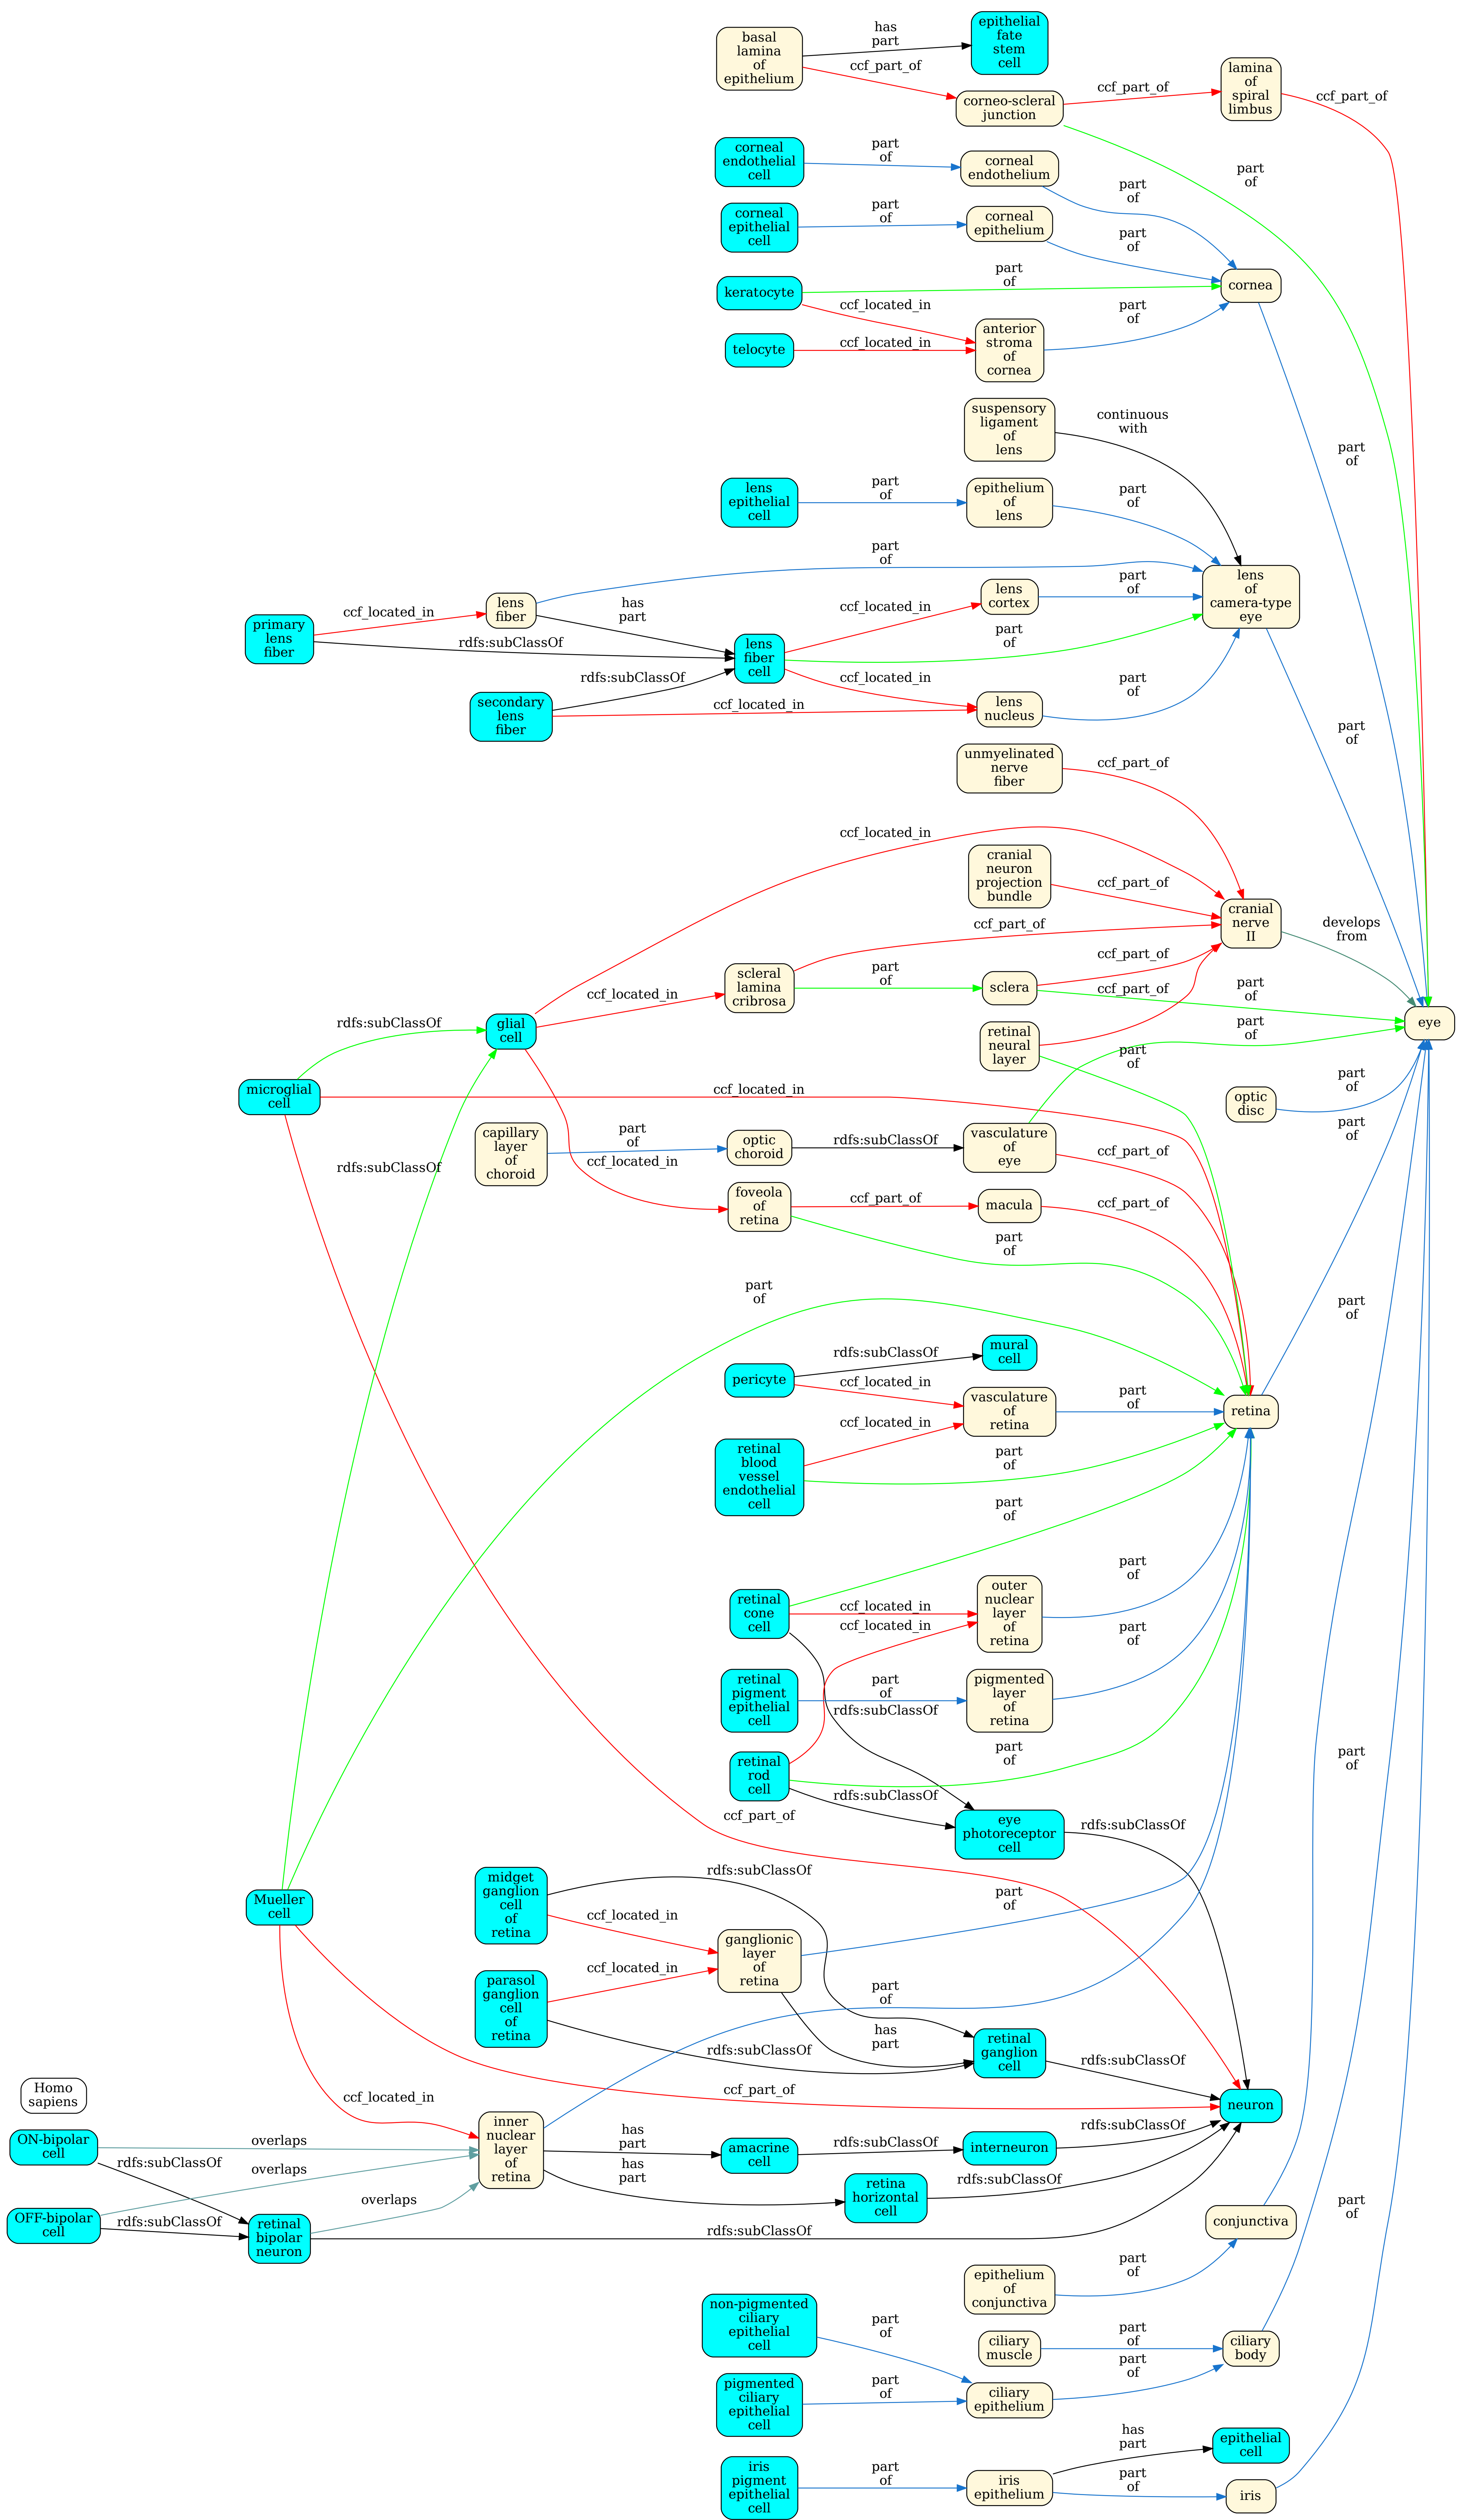 basal
lamina
of
epithelium
has
part
epithelial
fate
stem
cell
ccf_part_of
corneo-scleral
junction
ccf_part_of
lamina
of
spiral
limbus
ccf_part_of
part
of
corneal
endothelial
cell
part
of
corneal
endothelium
part
of
corneal
epithelial
cell
part
of
corneal
epithelium
part
of
keratocyte
part
of
cornea
ccf_located_in
telocyte
ccf_located_in
anterior
stroma
of
cornea
part
of
part
of
suspensory
ligament
of
lens
continuous
with
lens
epithelial
cell
part
of
epithelium
of
lens
part
of
part
of
primary
lens
fiber
ccf_located_in
lens
fiber
has
part
rdfs:subClassOf
lens
fiber
cell
ccf_located_in
lens
cortex
part
of
lens
of
camera-type
eye
part
of
secondary
lens
fiber
rdfs:subClassOf
ccf_located_in
ccf_located_in
lens
nucleus
part
of
part
of
unmyelinated
nerve
fiber
ccf_part_of
ccf_located_in
cranial
neuron
projection
bundle
ccf_part_of
cranial
nerve
II
develops
from
ccf_part_of
scleral
lamina
cribrosa
part
of
sclera
ccf_part_of
part
of
eye
microglial
cell
rdfs:subClassOf
glial
cell
ccf_located_in
retinal
neural
layer
ccf_part_of
part
of
part
of
ccf_located_in
optic
disc
part
of
rdfs:subClassOf
capillary
layer
of
choroid
part
of
optic
choroid
rdfs:subClassOf
vasculature
of
eye
ccf_part_of
part
of
ccf_located_in
foveola
of
retina
ccf_part_of
macula
ccf_part_of
part
of
part
of
part
of
pericyte
rdfs:subClassOf
mural
cell
ccf_located_in
vasculature
of
retina
part
of
retina
retinal
blood
vessel
endothelial
cell
ccf_located_in
part
of
retinal
cone
cell
part
of
ccf_located_in
outer
nuclear
layer
of
retina
part
of
ccf_located_in
retinal
pigment
epithelial
cell
part
of
pigmented
layer
of
retina
part
of
rdfs:subClassOf
retinal
rod
cell
part
of
rdfs:subClassOf
eye
photoreceptor
cell
rdfs:subClassOf
part
of
ccf_part_of
Mueller
cell
midget
ganglion
cell
of
retina
rdfs:subClassOf
ccf_located_in
ganglionic
layer
of
retina
part
of
parasol
ganglion
cell
of
retina
ccf_located_in
rdfs:subClassOf
part
of
has
part
retinal
ganglion
cell
rdfs:subClassOf
ccf_part_of
neuron
Homo
sapiens
ccf_located_in
ON-bipolar
cell
overlaps
rdfs:subClassOf
inner
nuclear
layer
of
retina
has
part
amacrine
cell
rdfs:subClassOf
interneuron
rdfs:subClassOf
overlaps
has
part
retina
horizontal
cell
rdfs:subClassOf
OFF-bipolar
cell
rdfs:subClassOf
retinal
bipolar
neuron
overlaps
rdfs:subClassOf
conjunctiva
part
of
epithelium
of
conjunctiva
part
of
non-pigmented
ciliary
epithelial
cell
part
of
ciliary
muscle
part
of
ciliary
body
pigmented
ciliary
epithelial
cell
part
of
ciliary
epithelium
part
of
iris
pigment
epithelial
cell
part
of
iris
epithelium
has
part
epithelial
cell
part
of
iris